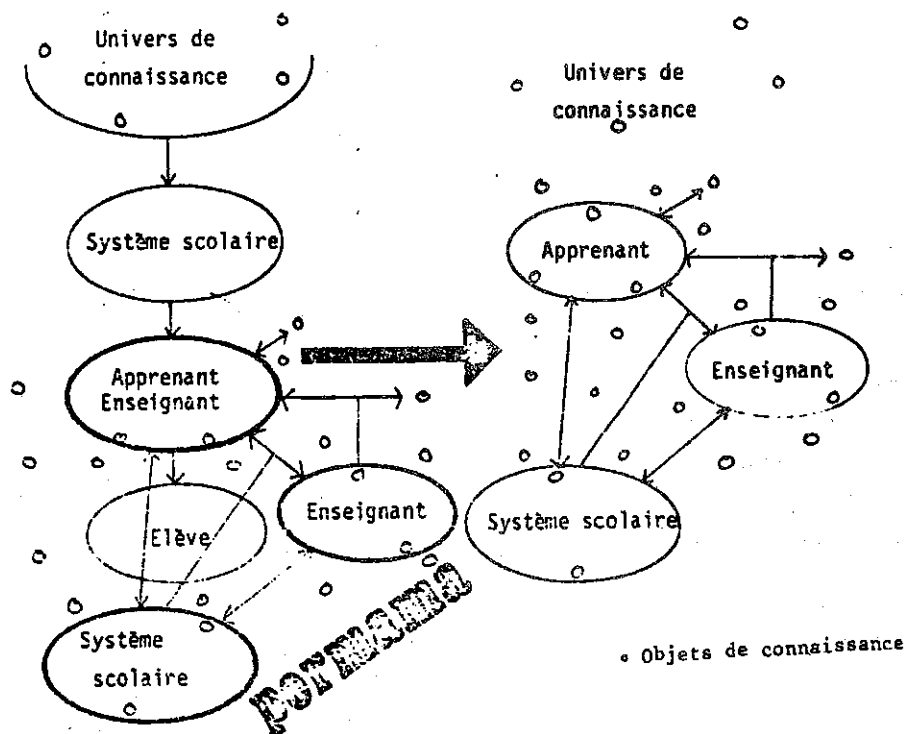 Univers de
connaissance
Système scolaire
Apprenant
Enseignant
Elève
Enseignant
Système
scolaire
Univers de
connaissance
Apprenant
Enseignant
Système scolaire
Objets de connaissance